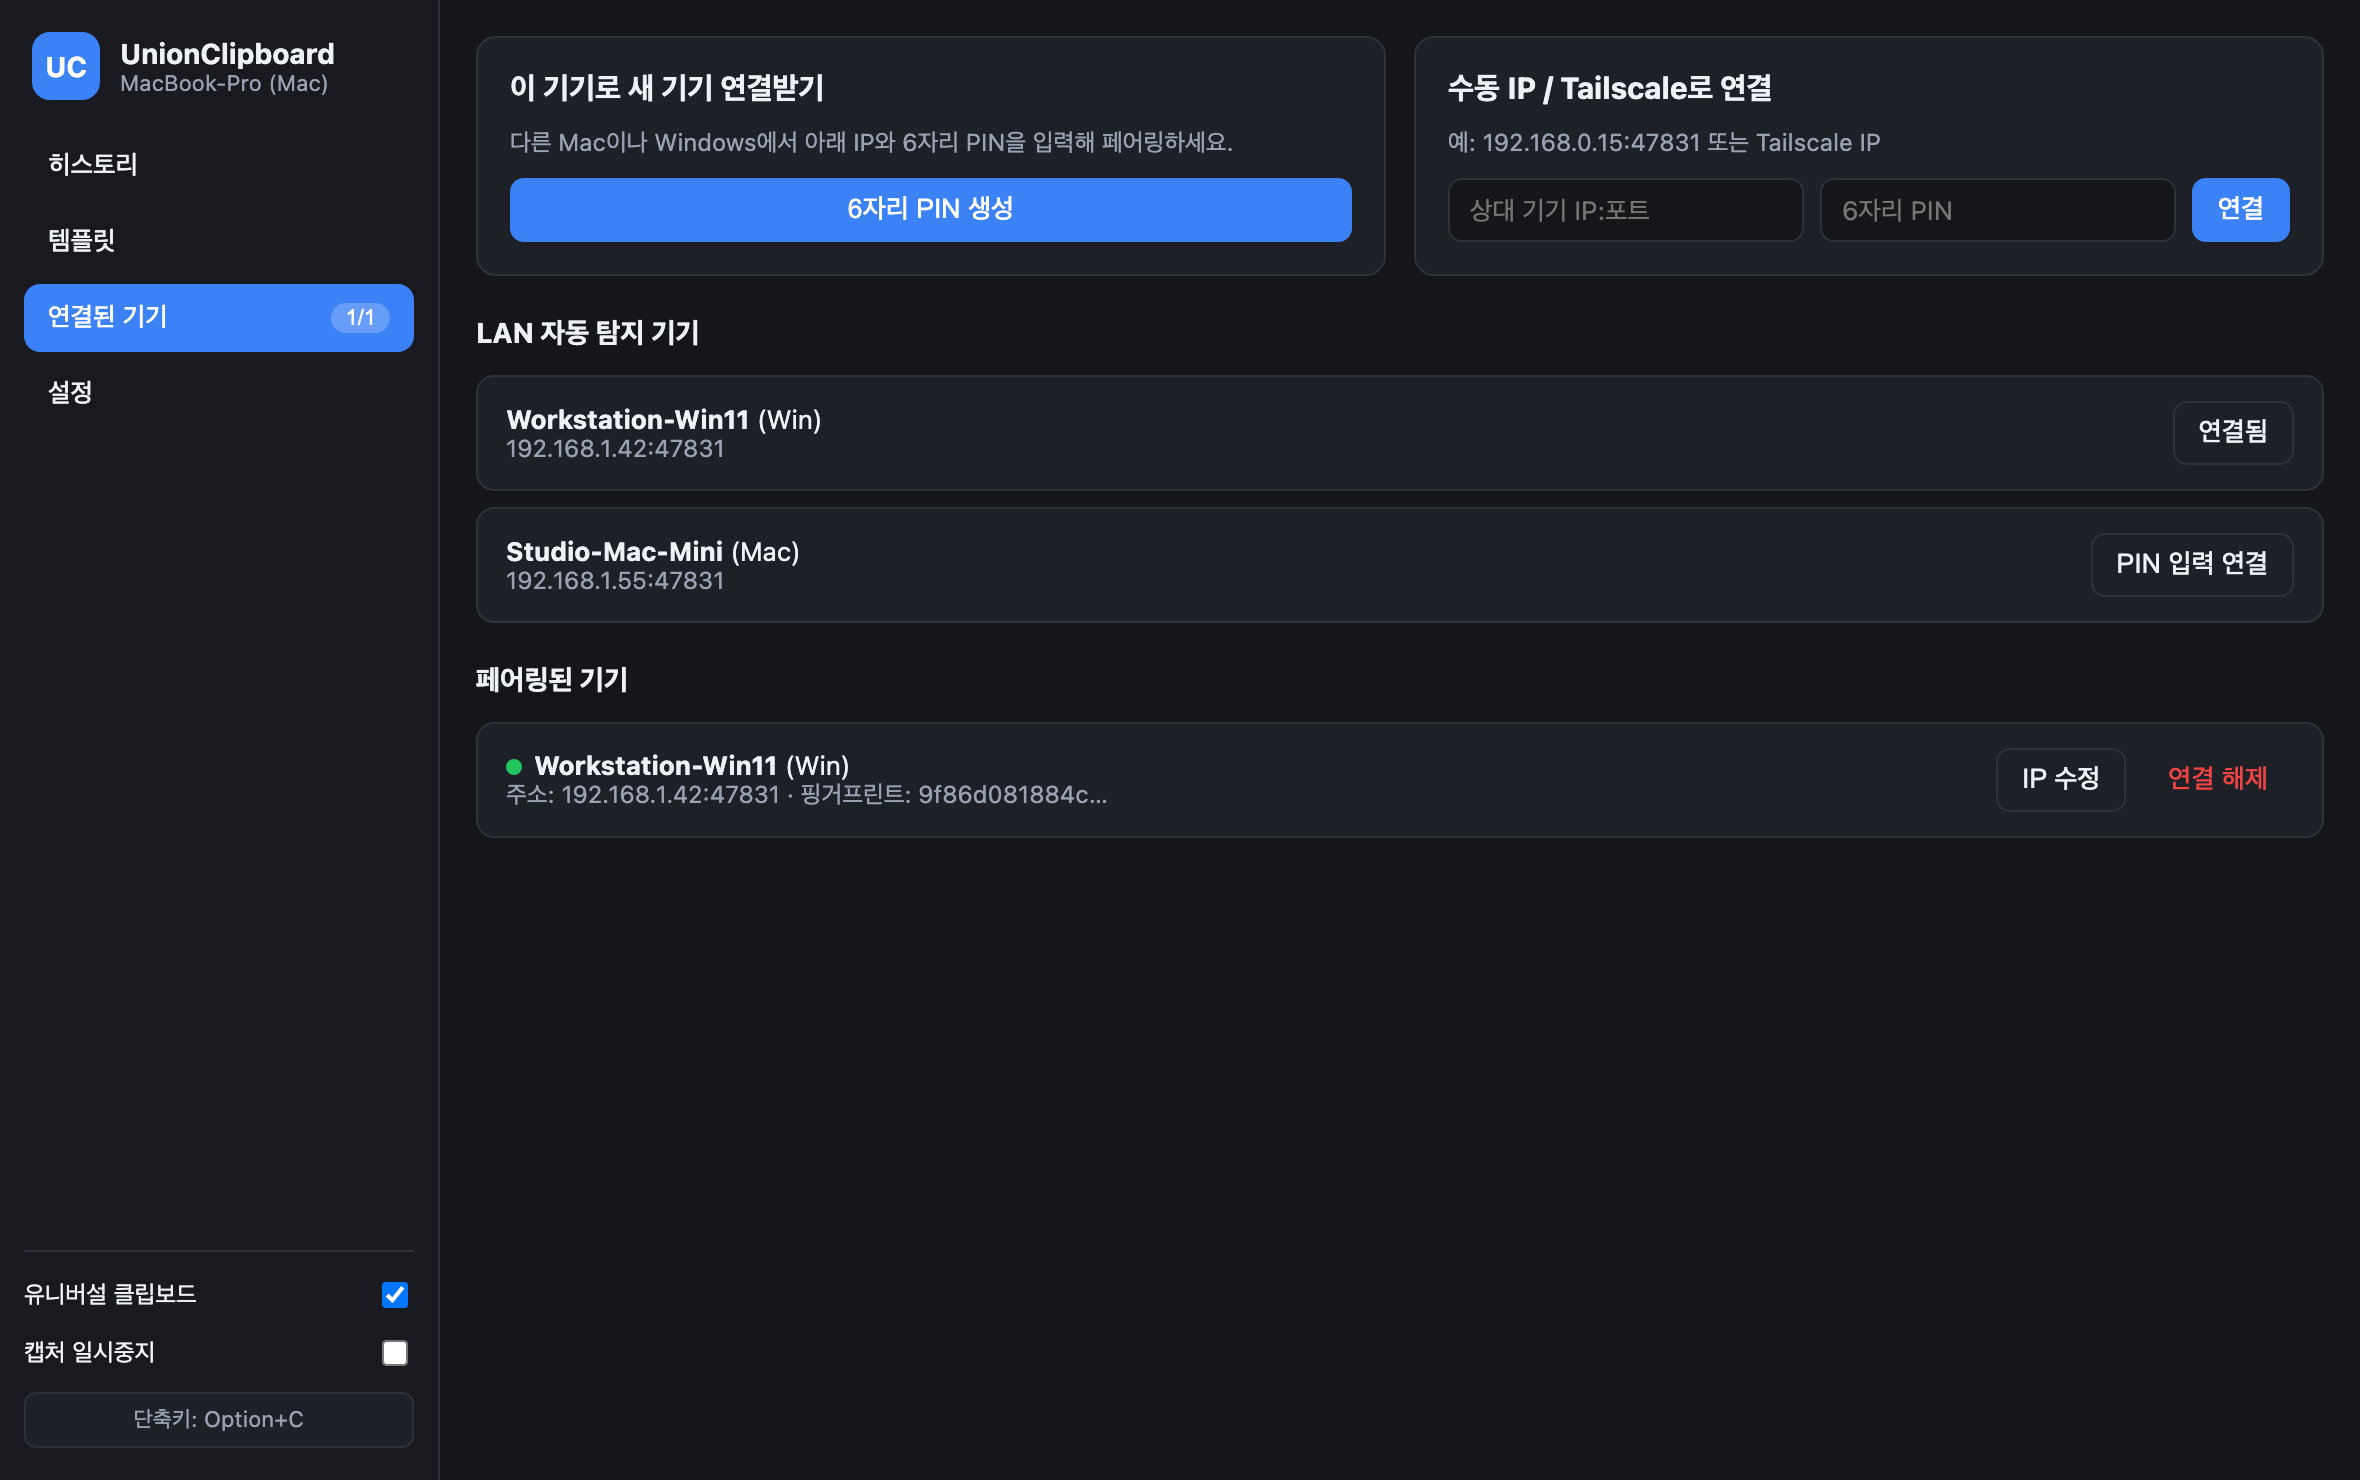 UC
UnionClipboard
MacBook-Pro (Mac)
히스토리
템플릿
연결된 기기 1/1
설정
유니버설 클립보드
캡처 일시중지
단축키: Option+C
이 기기로 새 기기 연결받기
다른 Mac이나 Windows에서 아래 IP와 6자리 PIN을 입력해 페어링하세요.
6자리 PIN 생성
수동 IP / Tailscale로 연결
예: 192.168.0.15:47831 또는 Tailscale IP
상대 기기 IP:포트 6자리 PIN 연결
LAN 자동 탐지 기기
Workstation-Win11 (Win)
192.168.1.42:47831
연결됨
Studio-Mac-Mini (Mac)
192.168.1.55:47831
PIN 입력 연결
페어링된 기기
Workstation-Win11 (Win)
주소: 192.168.1.42:47831 · 핑거프린트: 9f86d081884c...
IP 수정 연결 해제